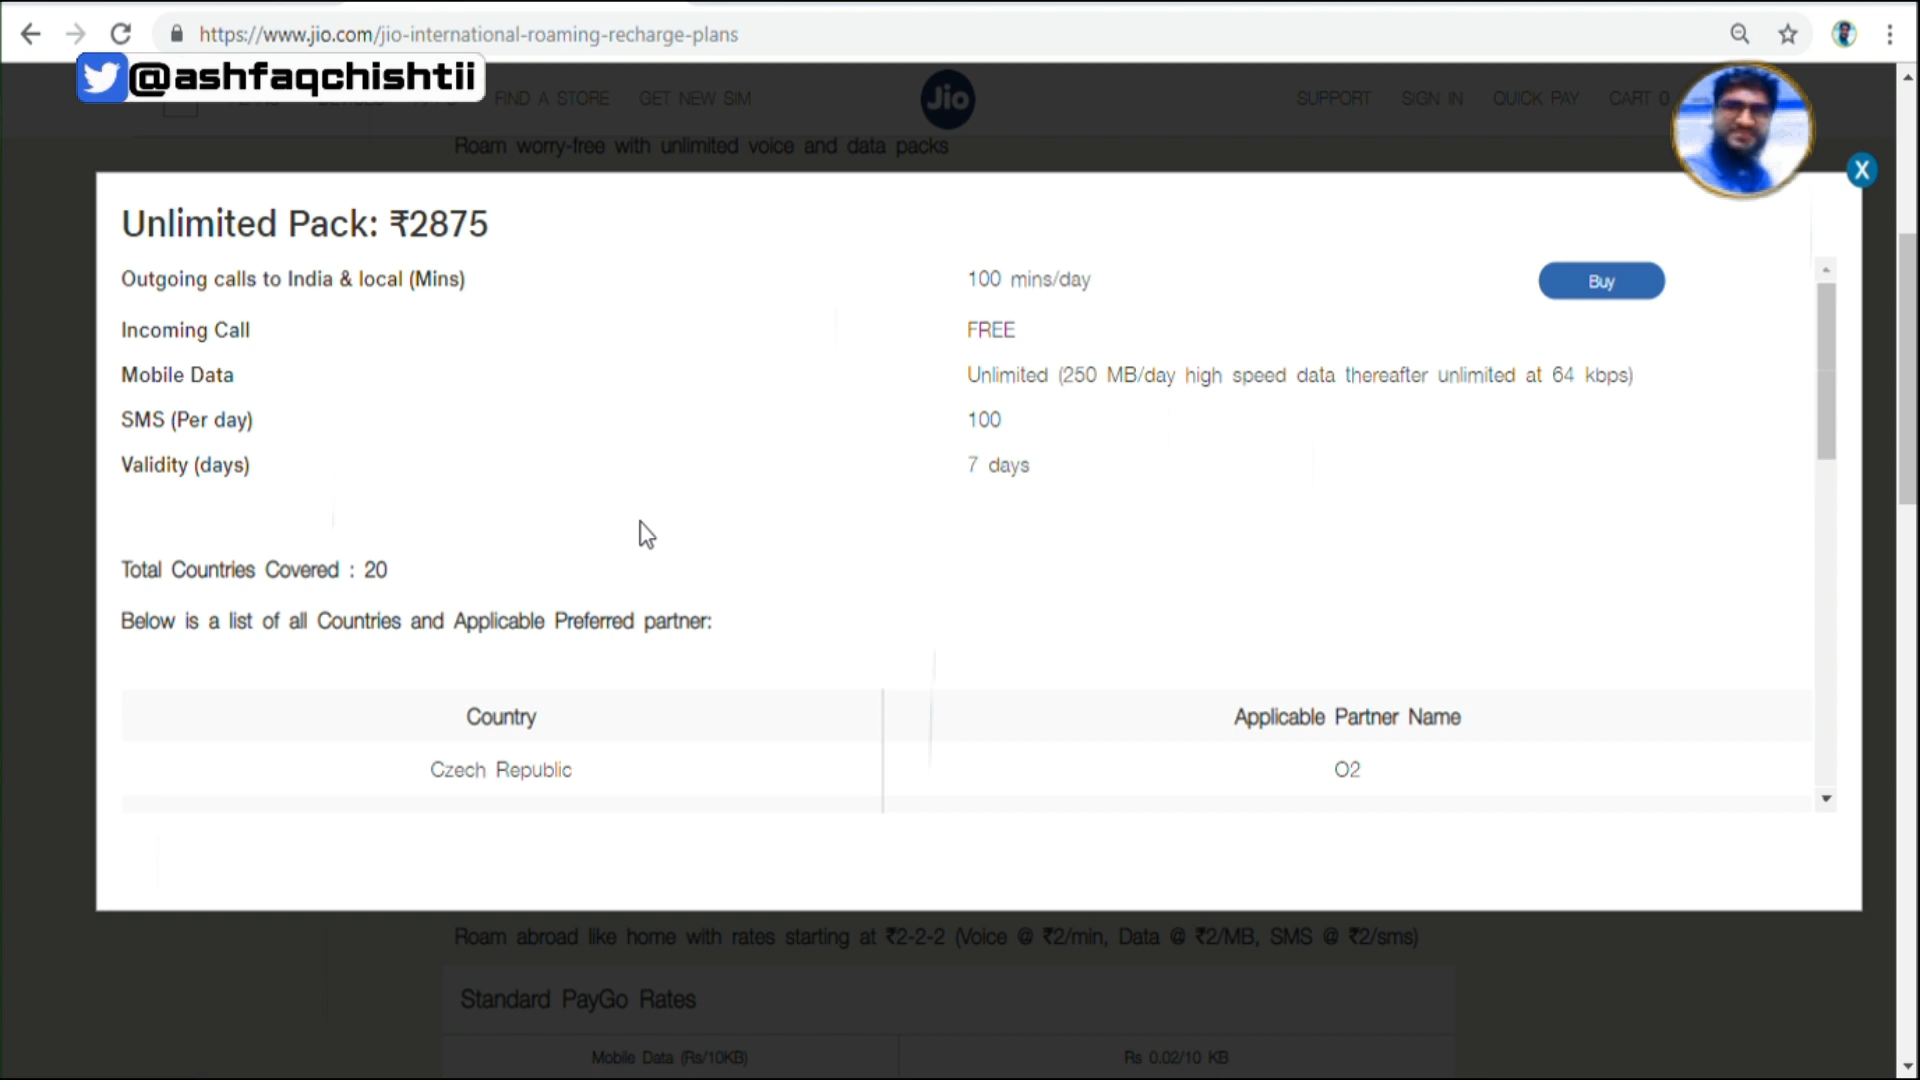 https://www.jio.com/jio-international-roaming-recharge-plans
@ashfaqchishtii
FIND A STORE GET NEW SIM Jio SUPPORT SIGN IN QUICK PAY CART 0
Roam worry-free with unlimited voice and data packs
X
Unlimited Pack: ₹2875
Outgoing calls to India & local (Mins) 100 mins/day Buy
Incoming Call FREE
Mobile Data Unlimited (250 MB/day high speed data thereafter unlimited at 64 kbps)
SMS (Per day) 100
Validity (days) 7 days
Total Countries Covered : 20
Below is a list of all Countries and Applicable Preferred partner:
Country Applicable Partner Name
Czech Republic O2
Roam abroad like home with rates starting at ₹2-2-2 (Voice @ ₹2/min, Data @ ₹2/MB, SMS @ ₹2/sms)
Standard PayGo Rates
Mobile Data (Rs/10KB) Rs 0.02/10 KB